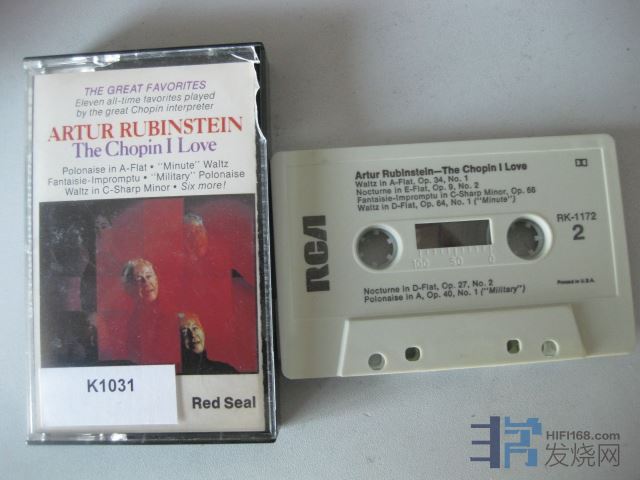 THE GREAT FAVORITES
Eleven all-time favorites played
by the great Chopin interpreter
ARTUR RUBINSTEIN
The Chopin I Love
Polonaise in A-Flat • "Minute" Waltz
Fantaisie-Impromptu • "Military" Polonaise
Waltz in C-Sharp Minor • Six more!
K1031
Red Seal
Artur Rubinstein—The Chopin I Love
Waltz in A-Flat, Op. 34, No. 1
Nocturne in E-Flat, Op. 9, No. 2
Fantaisie-Impromptu in C-Sharp Minor, Op. 66
Waltz in D-Flat, Op. 64, No. 1 ("Minute")
RCA
RK-1172
2
100 50 0
Printed in U.S.A.
Nocturne in D-Flat, Op. 27, No. 2
Polonaise in A, Op. 40, No. 1 ("Military")
HIFI168.com
发烧网